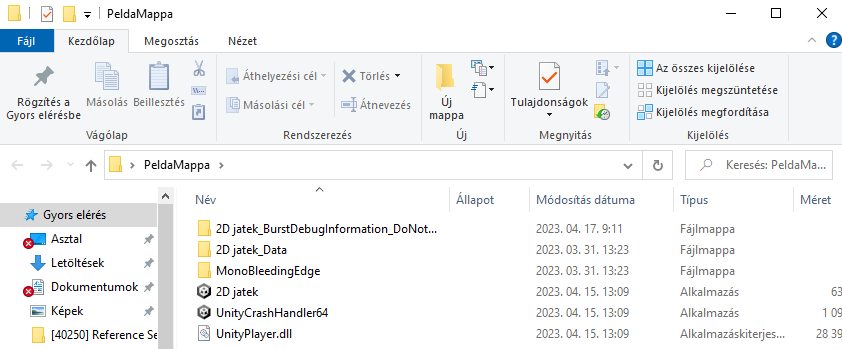 PeldaMappa
Fájl Kezdőlap Megosztás Nézet
Rögzítés a Gyors elérésbe
Másolás
Beillesztés
Vágólap
Áthelyezési cél
Másolási cél
Törlés
Átnevezés
Rendszerezés
Új mappa
Új
Tulajdonságok
Megnyitás
Az összes kijelölése
Kijelölés megszüntetése
Kijelölés megfordítása
Kijelölés
PeldaMappa
Keresés: PeldaMa...
Név Állapot Módosítás dátuma Típus Méret
Gyors elérés
Asztal
Letöltések
Dokumentumok
Képek
[40250] Reference Se
2D jatek_BurstDebugInformation_DoNot... 2023. 04. 17. 9:11 Fájlmappa
2D jatek_Data 2023. 03. 31. 13:23 Fájlmappa
MonoBleedingEdge 2023. 03. 31. 13:23 Fájlmappa
2D jatek 2023. 04. 15. 13:09 Alkalmazás 63
UnityCrashHandler64 2023. 04. 15. 13:09 Alkalmazás 1 09
UnityPlayer.dll 2023. 04. 15. 13:09 Alkalmazáskiterjes... 28 39